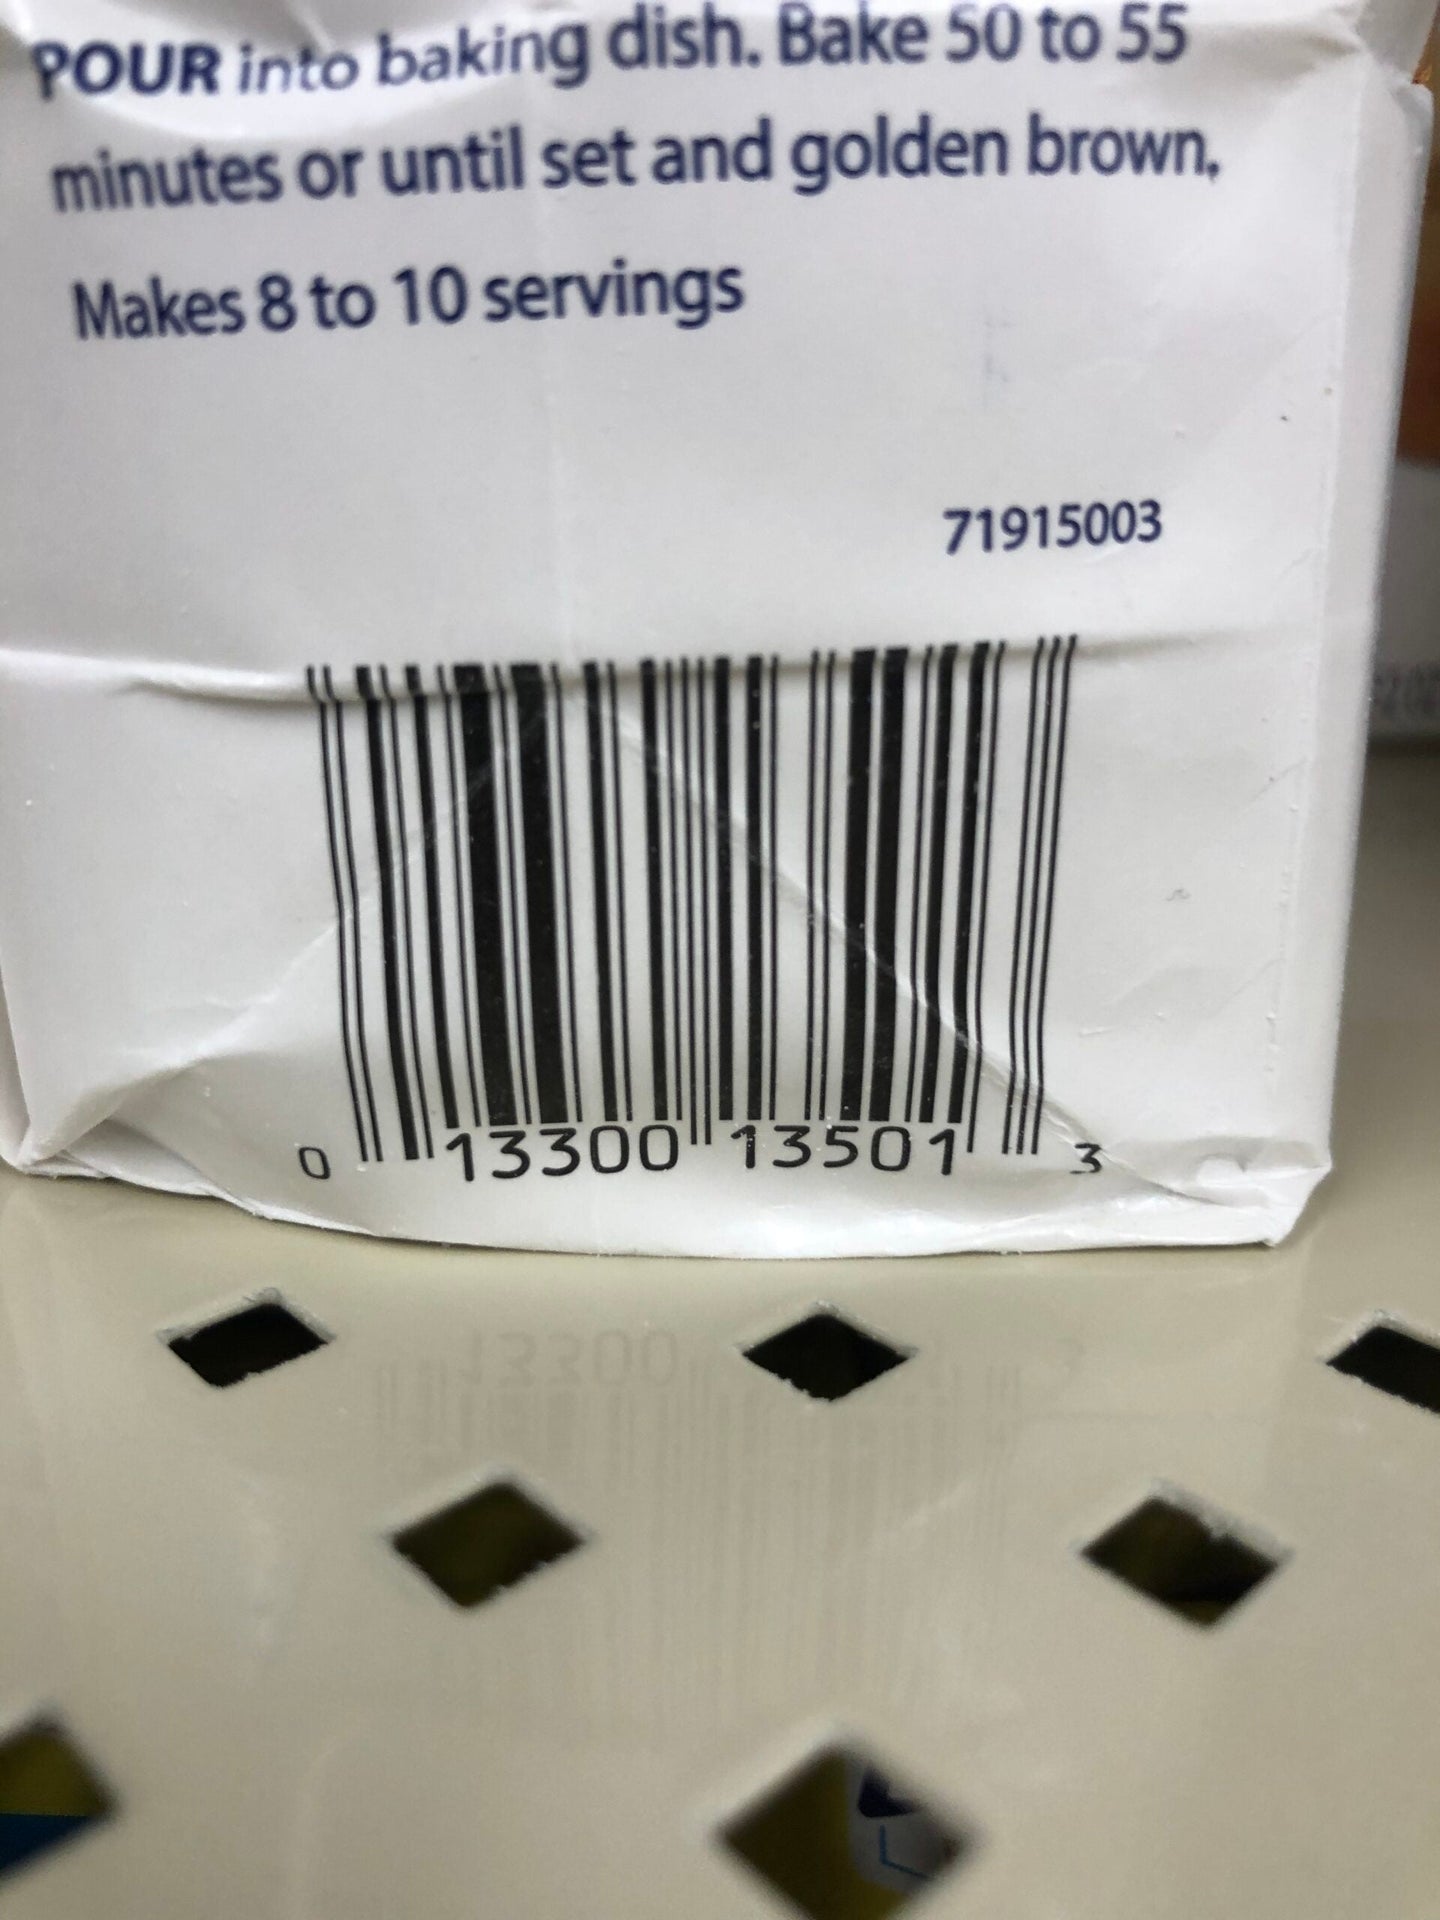 POUR into baking dish. Bake 50 to 55
minutes or until set and golden brown.
Makes 8 to 10 servings
71915003
0 13300 13501 3